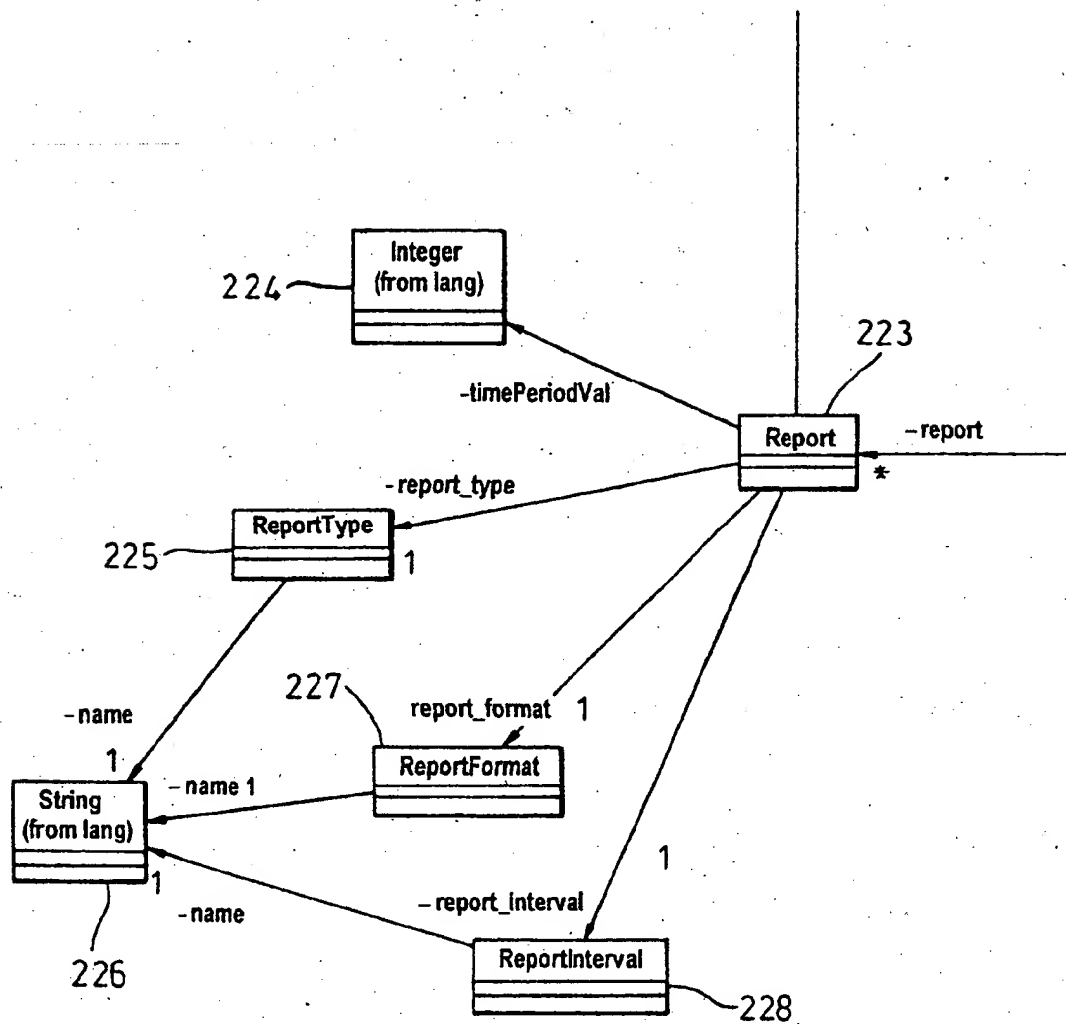 Integer
(from lang)
224
223
-timePeriodVal
Report
-report
*
-report_type
ReportType
225
1
227
report_format 1
-name
1
ReportFormat
-name 1
String
(from lang)
1
1
-report_interval
-name
226
ReportInterval
228